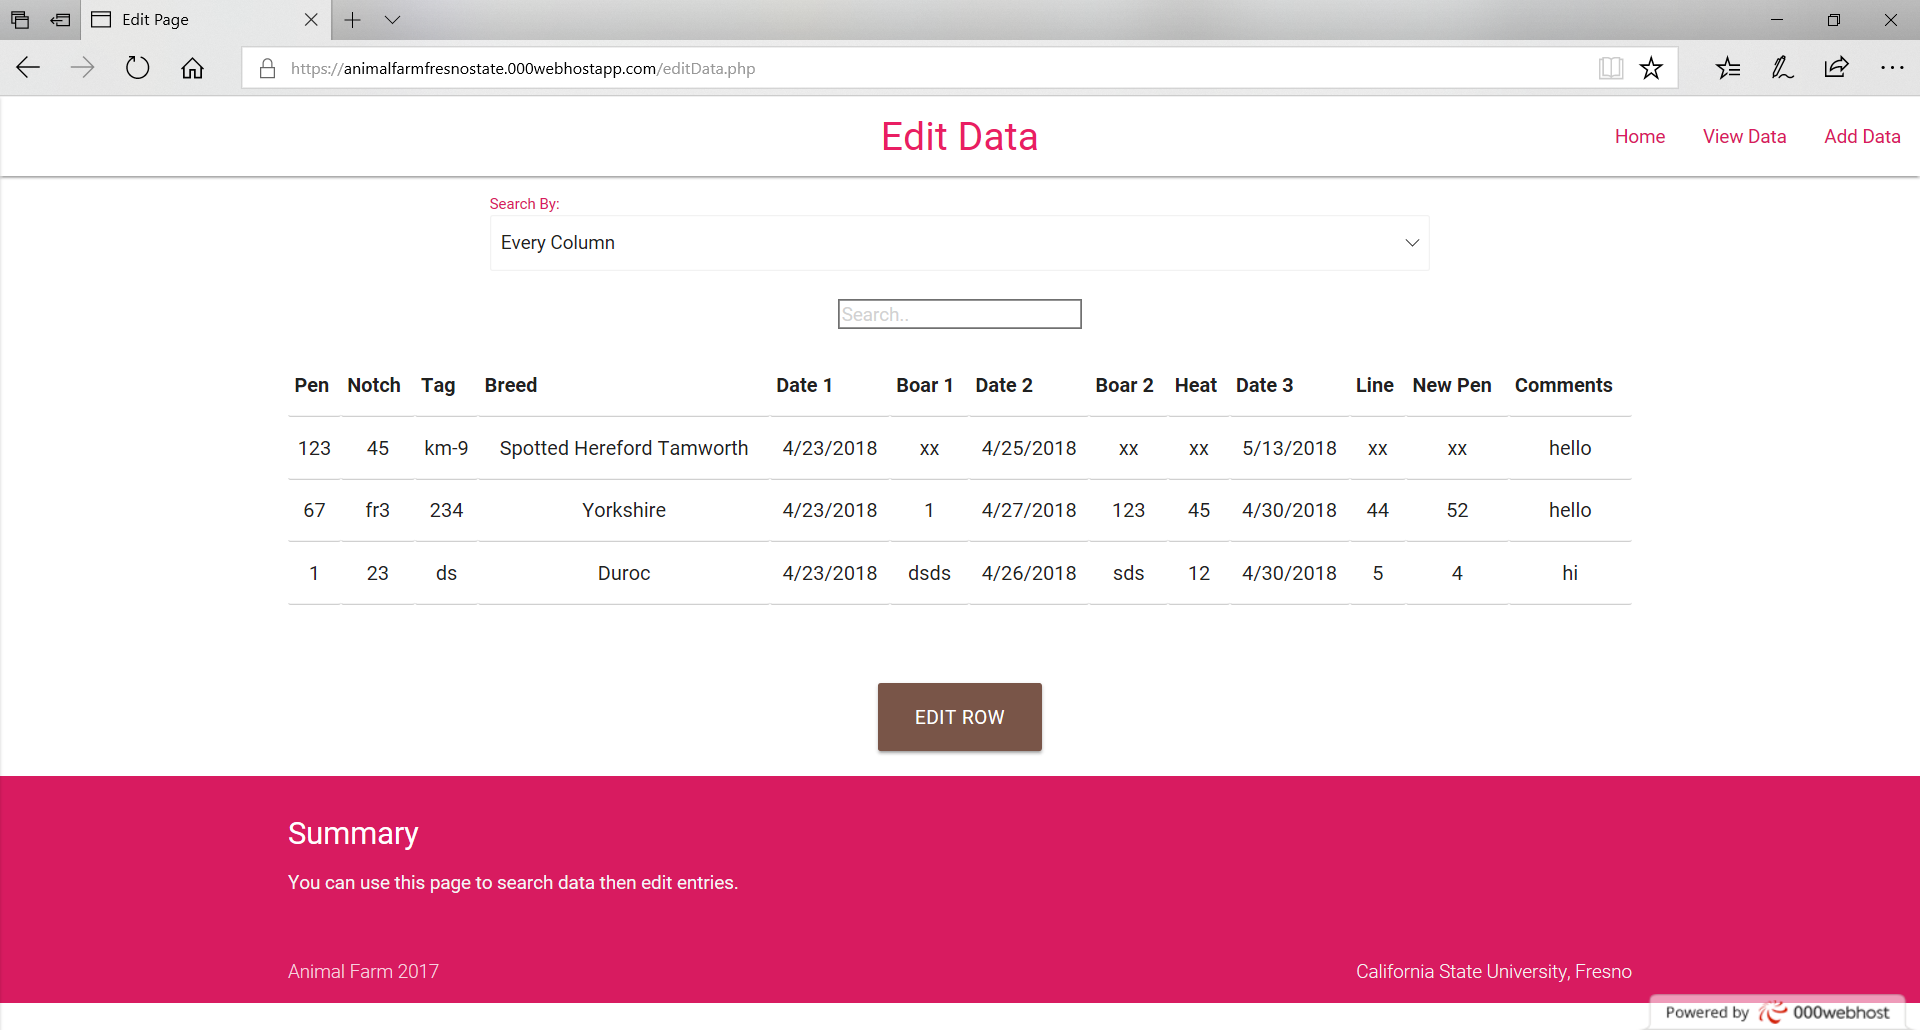 Edit Page
https://animalfarmfresnostate.000webhostapp.com/editData.php
Edit Data
Home View Data Add Data
Search By:
Every Column
Search..
Pen Notch Tag Breed Date 1 Boar 1 Date 2 Boar 2 Heat Date 3 Line New Pen Comments
123 45 km-9 Spotted Hereford Tamworth 4/23/2018 xx 4/25/2018 xx xx 5/13/2018 xx xx hello
67 fr3 234 Yorkshire 4/23/2018 1 4/27/2018 123 45 4/30/2018 44 52 hello
1 23 ds Duroc 4/23/2018 dsds 4/26/2018 sds 12 4/30/2018 5 4 hi
EDIT ROW
Summary
You can use this page to search data then edit entries.
Animal Farm 2017 California State University, Fresno
Powered by 000webhost